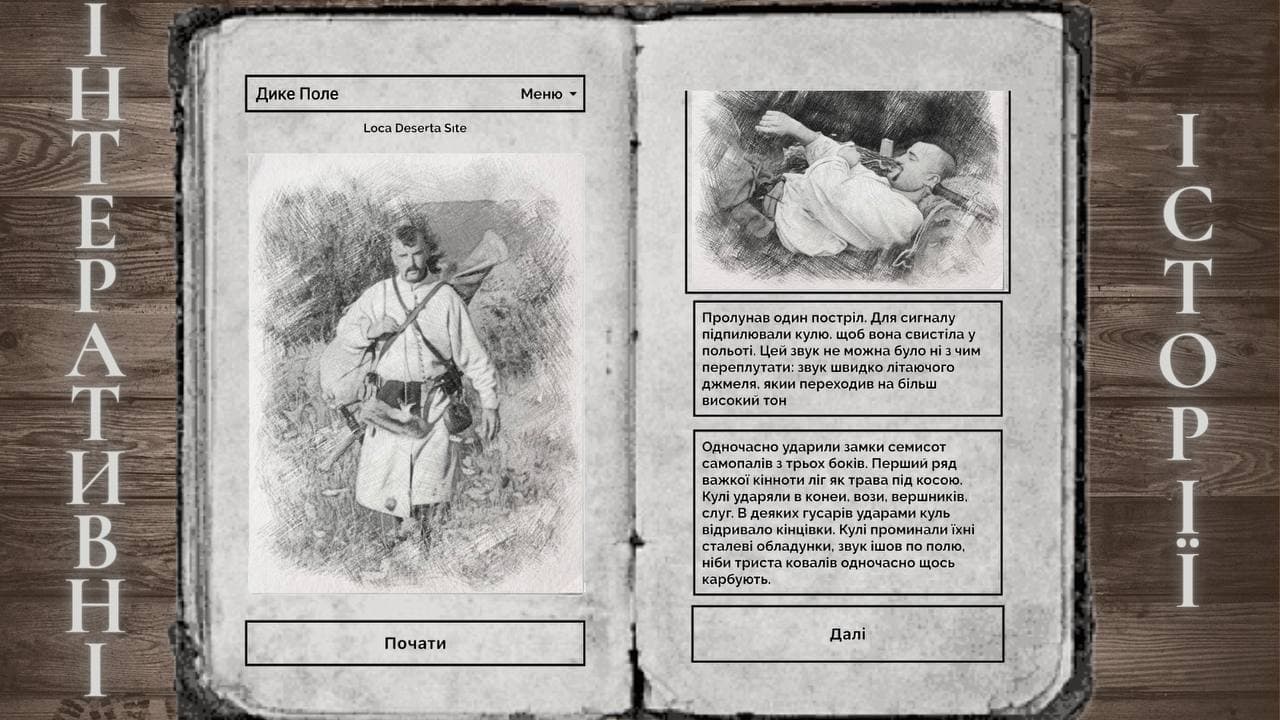 ІНТЕРАТИВНІ
Дике Поле
Меню
Loca Deserta Site
Почати
Пролунав один постріл. Для сигналу
підпилювали кулю, щоб вона свистіла у
польоті. Цей звук не можна було ні з чим
переплутати: звук швидко літаючого
джмеля, який переходив на більш
високий тон
Одночасно ударили замки семисот
самопалів з трьох боків. Перший ряд
важкої кінноти ліг як трава під косою.
Кулі ударяли в коней, вози, вершників,
слуг. В деяких гусарів ударами куль
відривало кінцівки. Кулі проминали їхні
сталеві обладунки, звук ішов по полю,
ніби триста ковалів одночасно щось
карбують.
Далі
ІСТОРІЇ